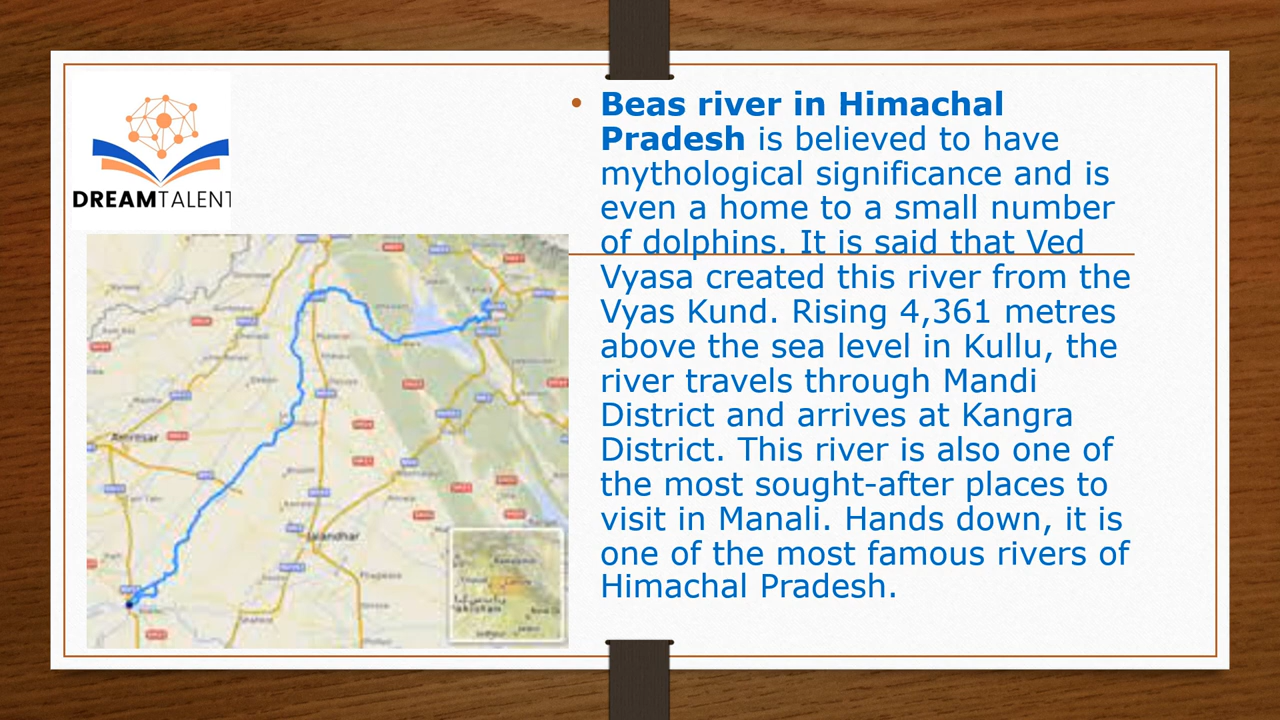 DREAMTALENT
• Beas river in Himachal
Pradesh is believed to have
mythological significance and is
even a home to a small number
of dolphins. It is said that Ved
Vyasa created this river from the
Vyas Kund. Rising 4,361 metres
above the sea level in Kullu, the
river travels through Mandi
District and arrives at Kangra
District. This river is also one of
the most sought-after places to
visit in Manali. Hands down, it is
one of the most famous rivers of
Himachal Pradesh.
Amritsar
Jalandhar